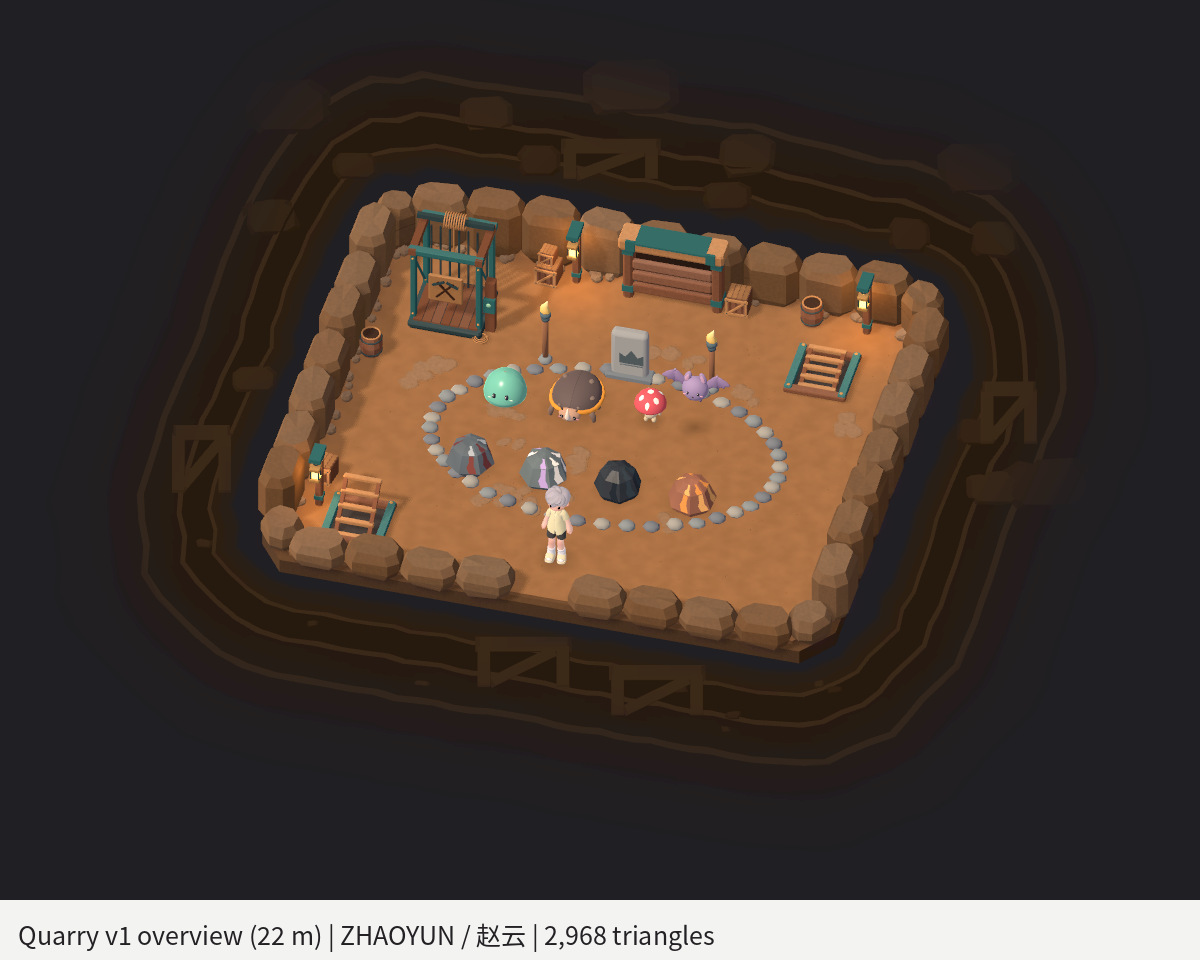 Quarry v1 overview (22 m) | ZHAOYUN / 赵云 | 2,968 triangles